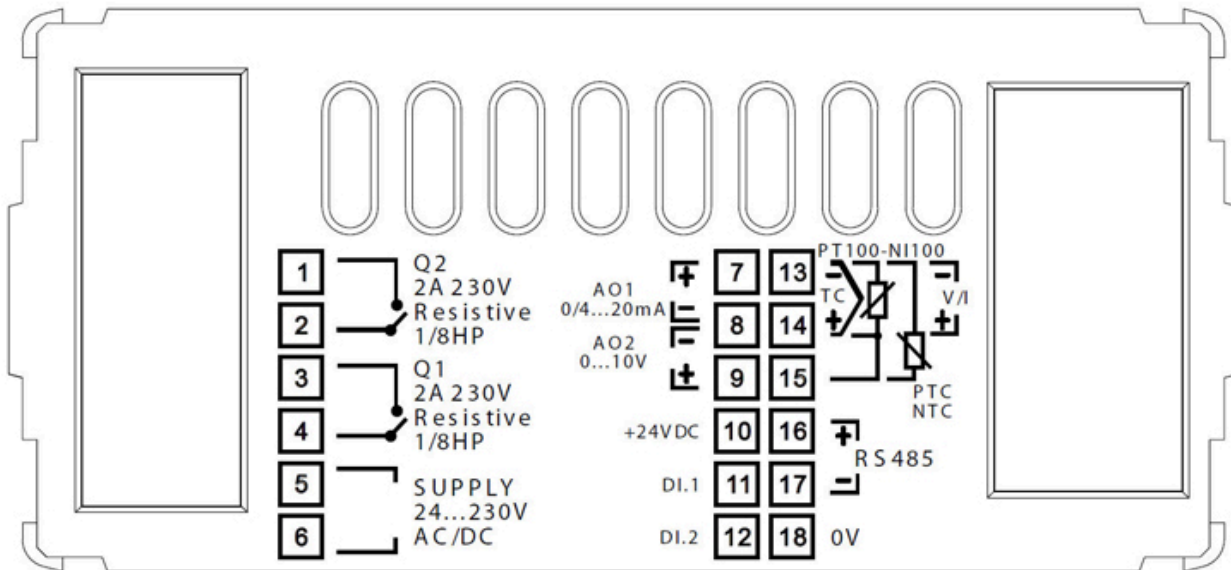 1
Q2
2A 230V
2
Resistive
1/8HP
3
Q1
2A 230V
4
Resistive
1/8HP
5
SUPPLY
24...230V
6
AC/DC
AO1
0/4...20mA
AO2
0...10V
+24VDC
DI.1
DI.2
+
-
-
+
7
8
9
10
11
12
13
14
15
16
17
18
PT100-NI100
-
TC
+
-
V/I
+
PTC
NTC
+
RS485
-
0V